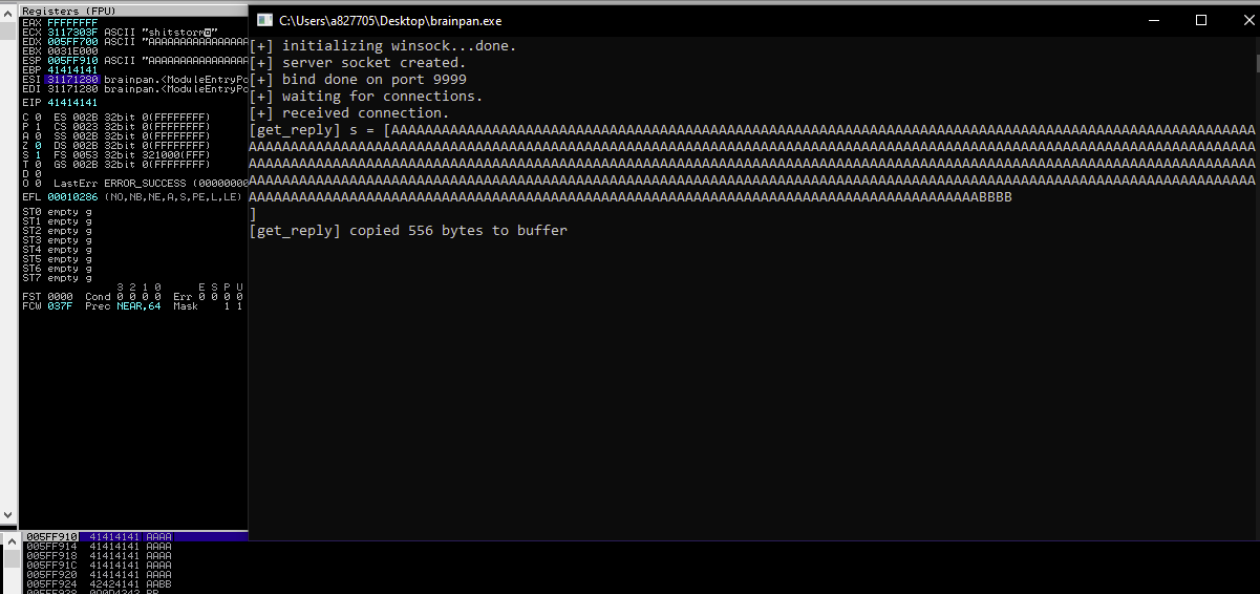 Registers (FPU)
EAX FFFFFFFF
ECX 3117303F ASCII "shitstorm"
EDX 005FF700 ASCII "AAAAAAAAAAAAAAAA
EBX 0031E000
ESP 005FF910 ASCII "AAAAAAAAAAAAAAAA
EBP 41414141
ESI 31171280 brainpan.<ModuleEntryPo
EDI 31171280 brainpan.<ModuleEntryPo
EIP 41414141
C 0 ES 002B 32bit 0(FFFFFFFF)
P 1 CS 0023 32bit 0(FFFFFFFF)
A 0 SS 002B 32bit 0(FFFFFFFF)
Z 0 DS 002B 32bit 0(FFFFFFFF)
S 1 FS 0053 32bit 321000(FFF)
T 0 GS 002B 32bit 0(FFFFFFFF)
D 0
O 0 LastErr ERROR_SUCCESS (00000000
EFL 00010286 (NO,NB,NE,A,S,PE,L,LE)
ST0 empty g
ST1 empty g
ST2 empty g
ST3 empty g
ST4 empty g
ST5 empty g
ST6 empty g
ST7 empty g
3 2 1 0 E S P U
FST 0000 Cond 0 0 0 0 Err 0 0 0 0
FCW 037F Prec NEAR,64 Mask 1 1
C:\Users\a827705\Desktop\brainpan.exe
[+] initializing winsock...done.
[+] server socket created.
[+] bind done on port 9999
[+] waiting for connections.
[+] received connection.
[get_reply] s = [AAAAAAAAAAAAAAAAAAAAAAAAAAAAAAAAAAAAAAAAAAAAAAAAAAAAAAAAAAAAAAAAAAAAAAAAAAAAAAAAAAAAAAAAAAAAAAAAAAAAAAA
AAAAAAAAAAAAAAAAAAAAAAAAAAAAAAAAAAAAAAAAAAAAAAAAAAAAAAAAAAAAAAAAAAAAAAAAAAAAAAAAAAAAAAAAAAAAAAAAAAAAAAAAAAAAAAAAAAAAAAAA
AAAAAAAAAAAAAAAAAAAAAAAAAAAAAAAAAAAAAAAAAAAAAAAAAAAAAAAAAAAAAAAAAAAAAAAAAAAAAAAAAAAAAAAAAAAAAAAAAAAAAAAAAAAAAAAAAAAAAAAA
AAAAAAAAAAAAAAAAAAAAAAAAAAAAAAAAAAAAAAAAAAAAAAAAAAAAAAAAAAAAAAAAAAAAAAAAAAAAAAAAAAAAAAAAAAAAAAAAAAAAAAAAAAAAAAAAAAAAAAAA
AAAAAAAAAAAAAAAAAAAAAAAAAAAAAAAAAAAAAAAAAAAAAAAAAAAAAAAAAAAAAAAAAAAAAAAAAAAAAAAAAAAAAAABBBB
]
[get_reply] copied 556 bytes to buffer
005FF910 41414141 AAAA
005FF914 41414141 AAAA
005FF918 41414141 AAAA
005FF91C 41414141 AAAA
005FF920 41414141 AAAA
005FF924 42424141 AABB